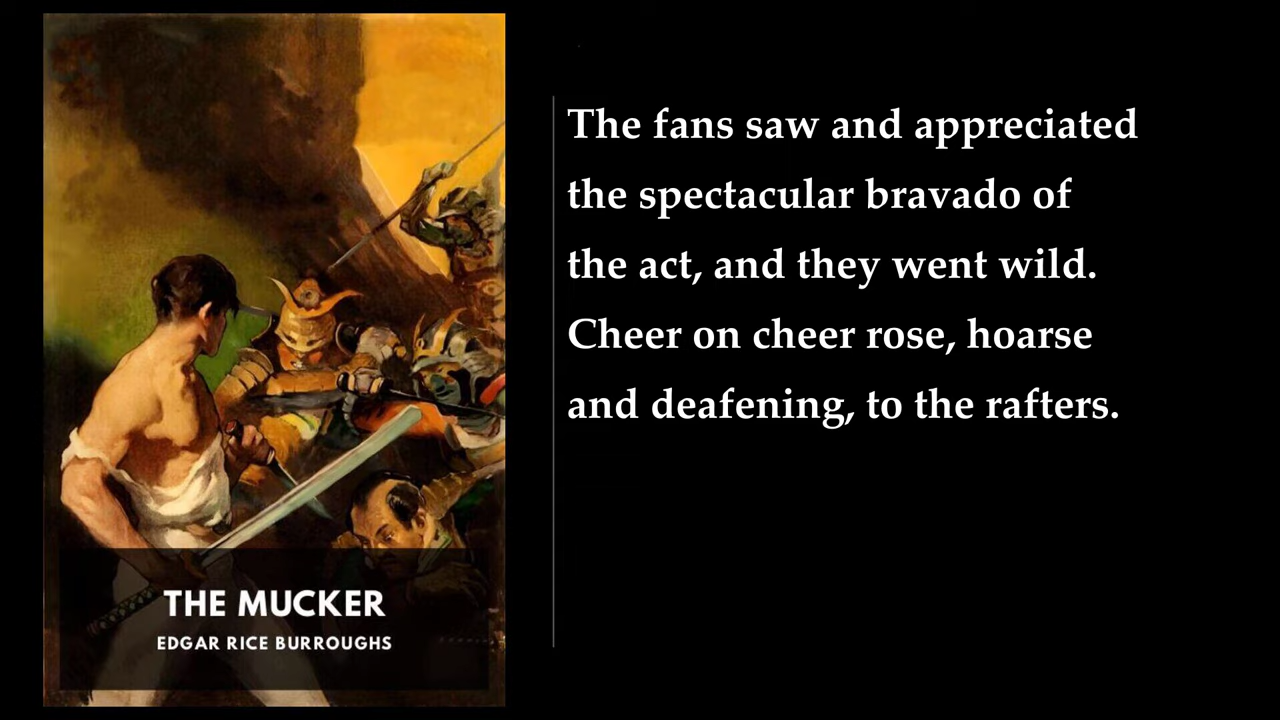 The fans saw and appreciated
the spectacular bravado of
the act, and they went wild.
Cheer on cheer rose, hoarse
and deafening, to the rafters.
THE MUCKER
EDGAR RICE BURROUGHS